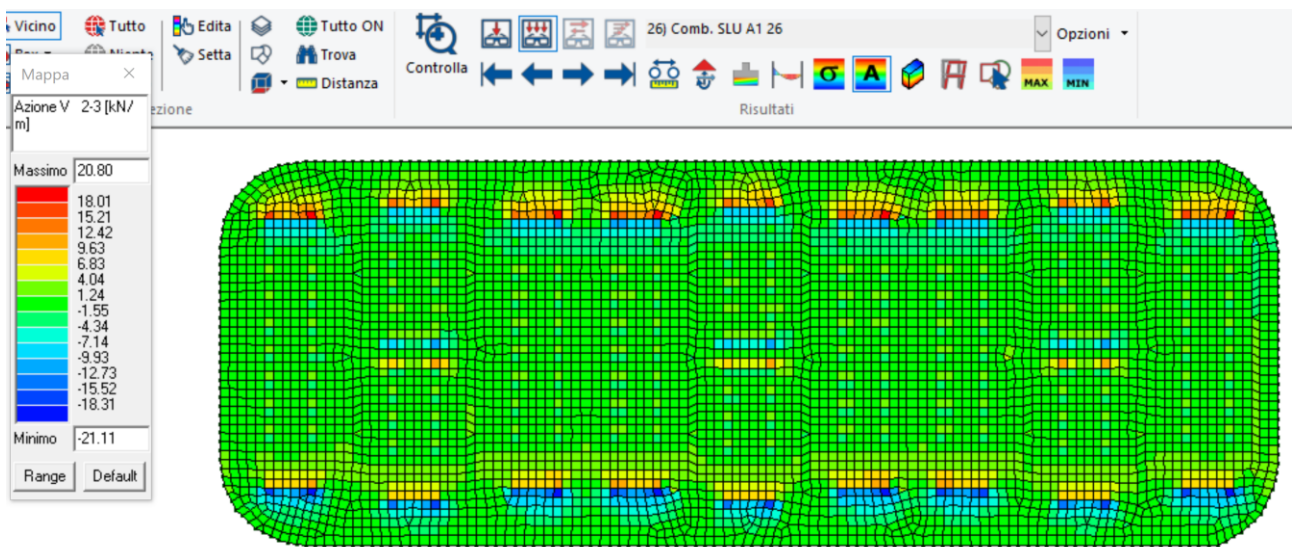 Vicino
Tutto
Edita
Tutto ON
26) Comb. SLU A1 26
Opzioni
Niente
Setta
Trova
Mappa
Controlla
Distanza
Azione V 2-3 [kN/
m]
ezione
Risultati
MAX
MIN
σ
A
Massimo 20.80
18.01
15.21
12.42
9.63
6.83
4.04
1.24
-1.55
-4.34
-7.14
-9.93
-12.73
-15.52
-18.31
Minimo -21.11
Range
Default